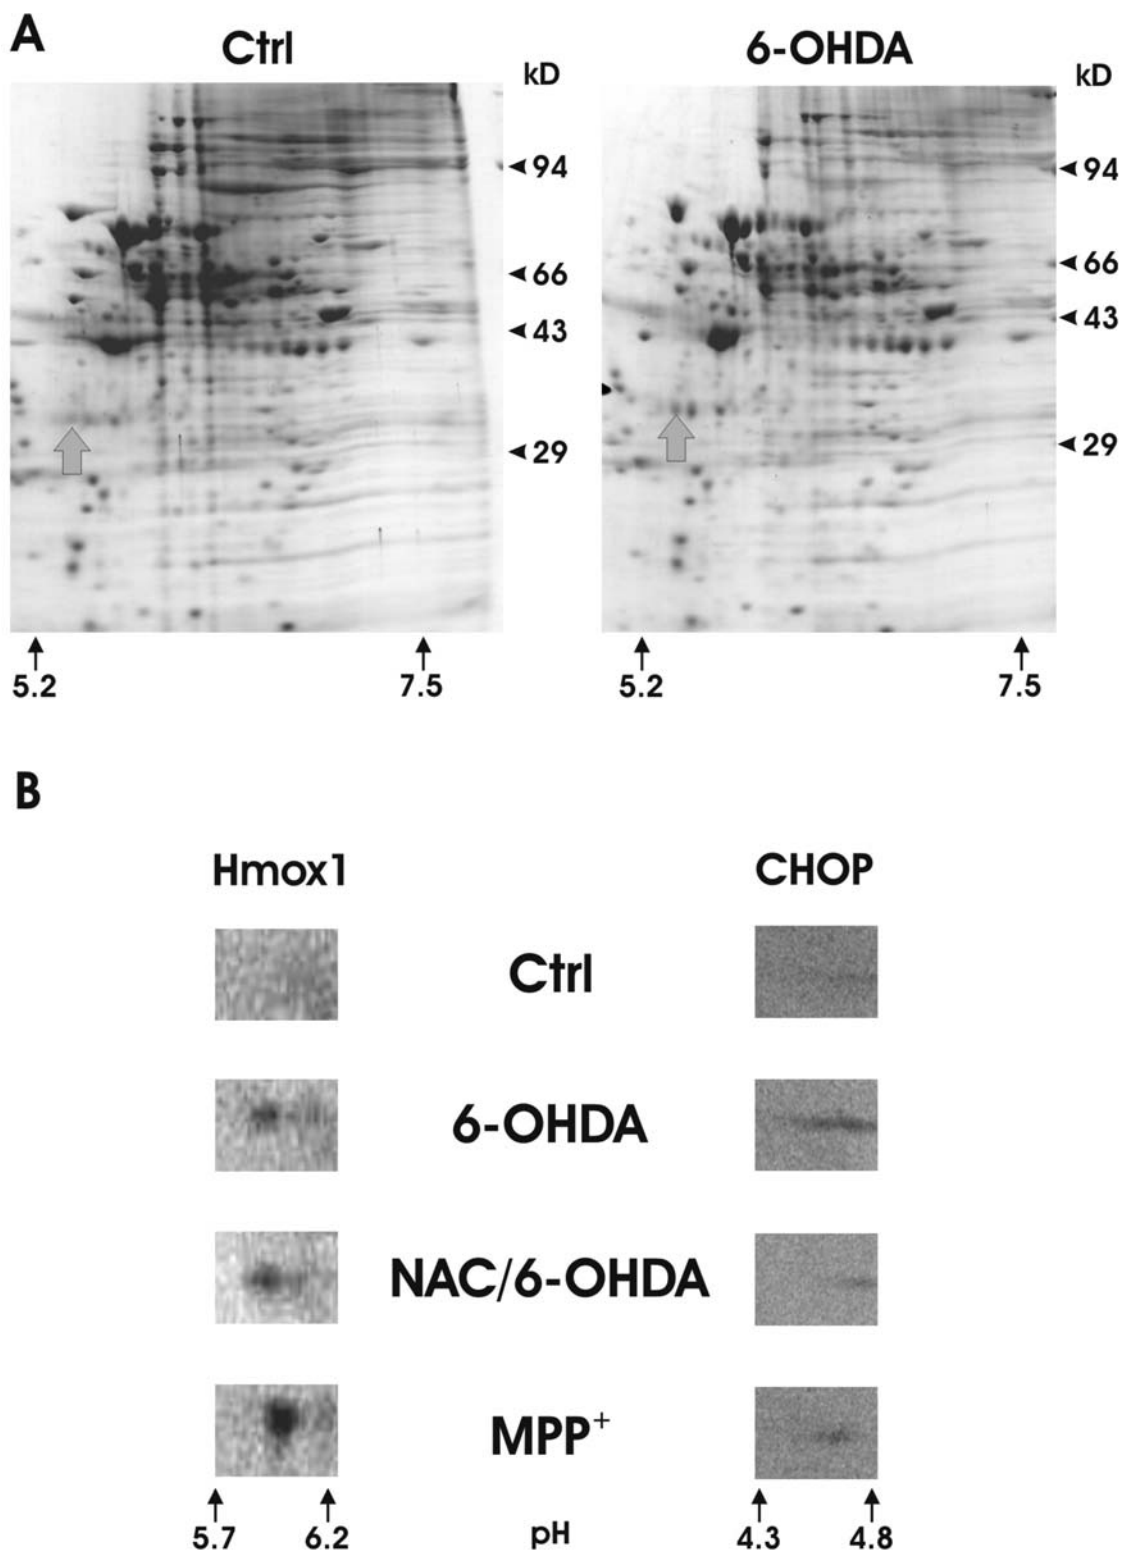 A
Ctrl
6-OHDA
kD
kD
94
94
66
66
43
43
29
29
5.2
7.5
5.2
7.5
B
Hmox1
CHOP
Ctrl
6-OHDA
NAC/6-OHDA
MPP+
5.7
6.2
pH
4.3
4.8